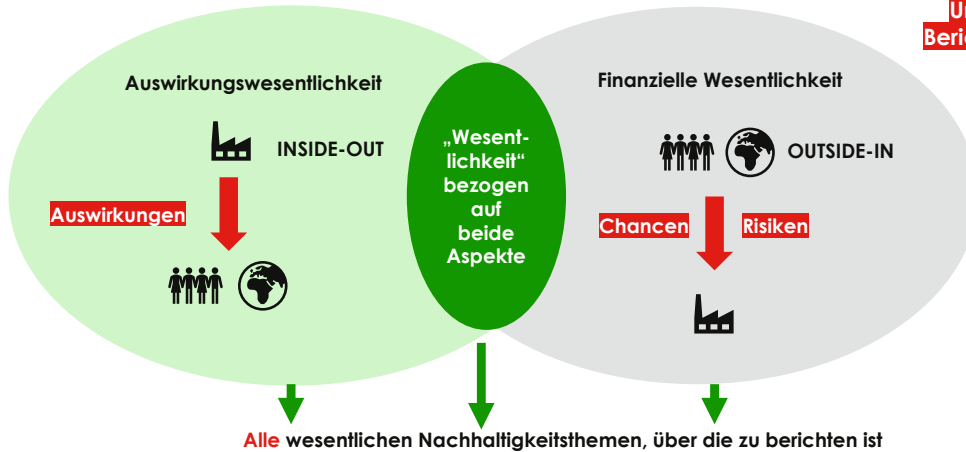 Auswirkungswesentlichkeit
INSIDE-OUT
Auswirkungen
„Wesent-
lichkeit“
bezogen
auf
beide
Aspekte
Finanzielle Wesentlichkeit
OUTSIDE-IN
Chancen Risiken
Alle wesentlichen Nachhaltigkeitsthemen, über die zu berichten ist